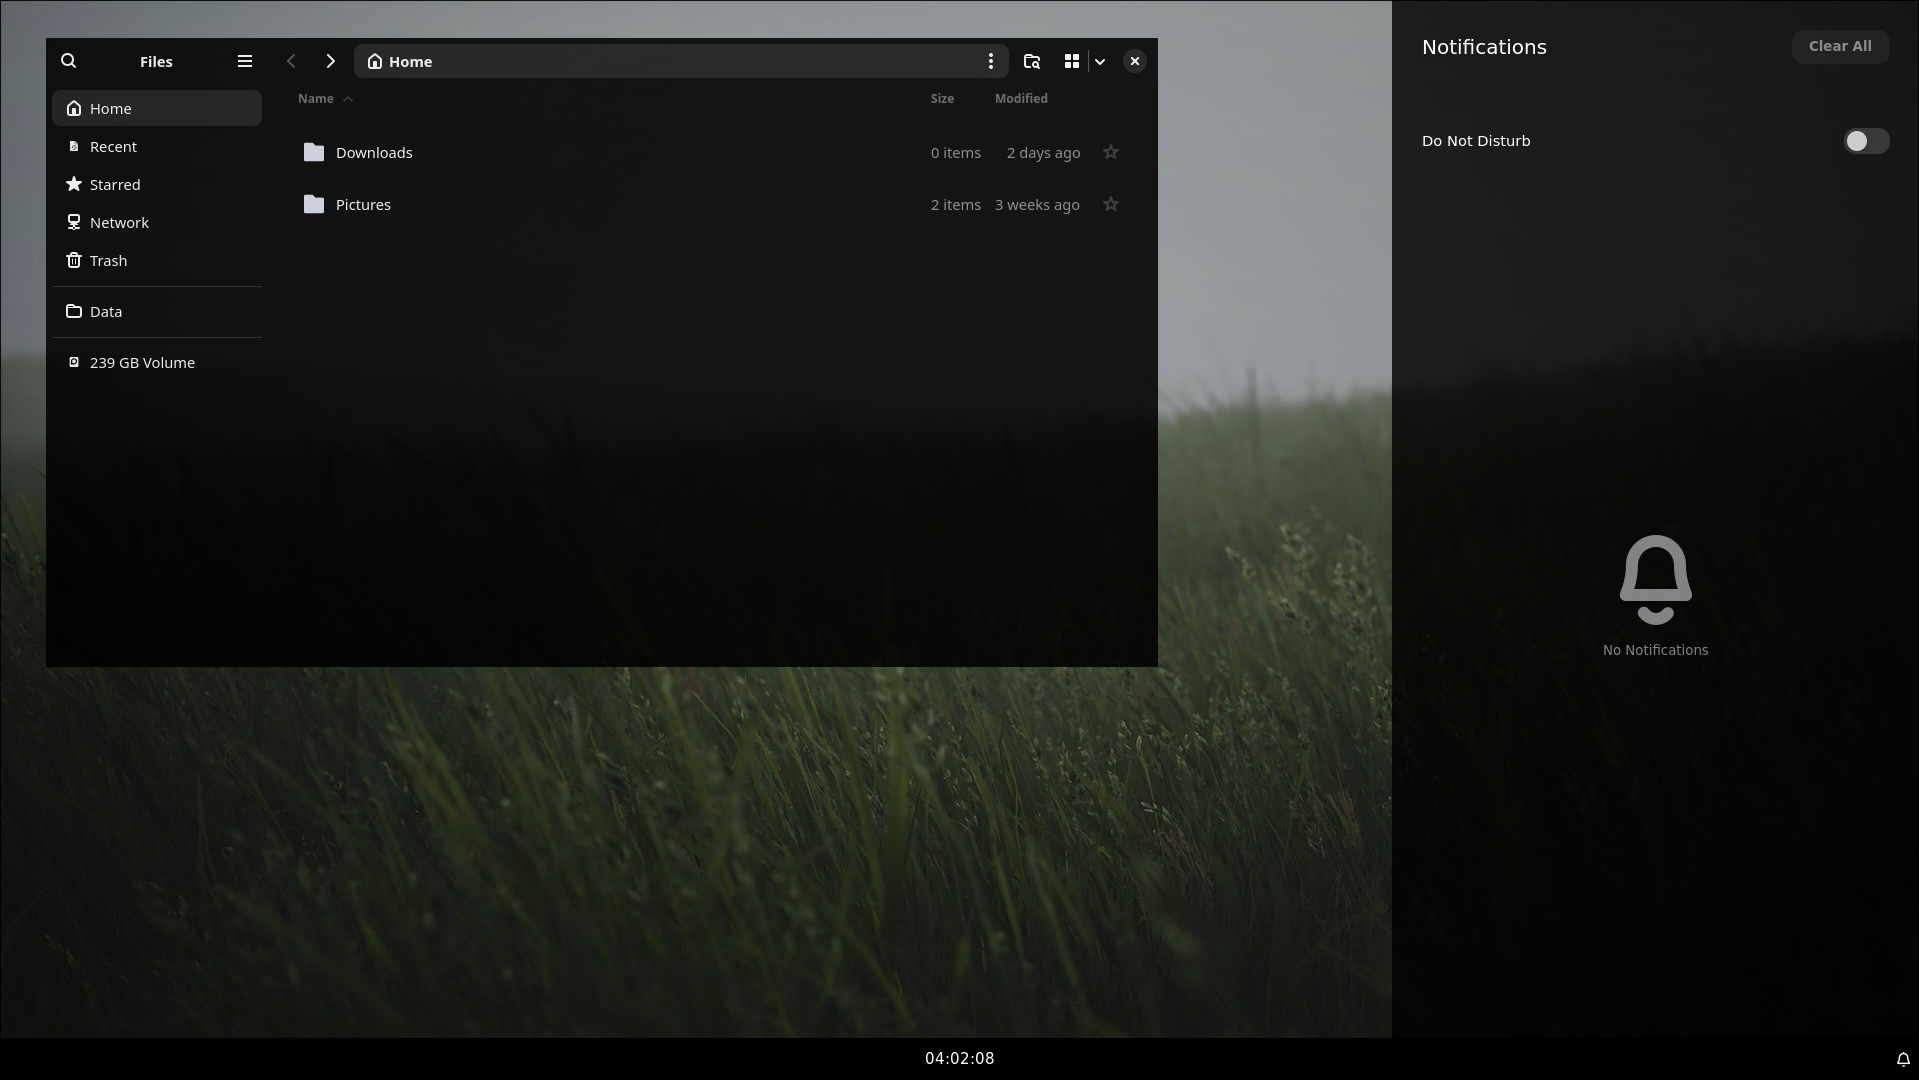 Files
Home
Notifications
Clear All
Name
Size
Modified
Home
Recent
Starred
Network
Trash
Data
239 GB Volume
Downloads
0 items
2 days ago
Pictures
2 items
3 weeks ago
Do Not Disturb
No Notifications
04:02:08